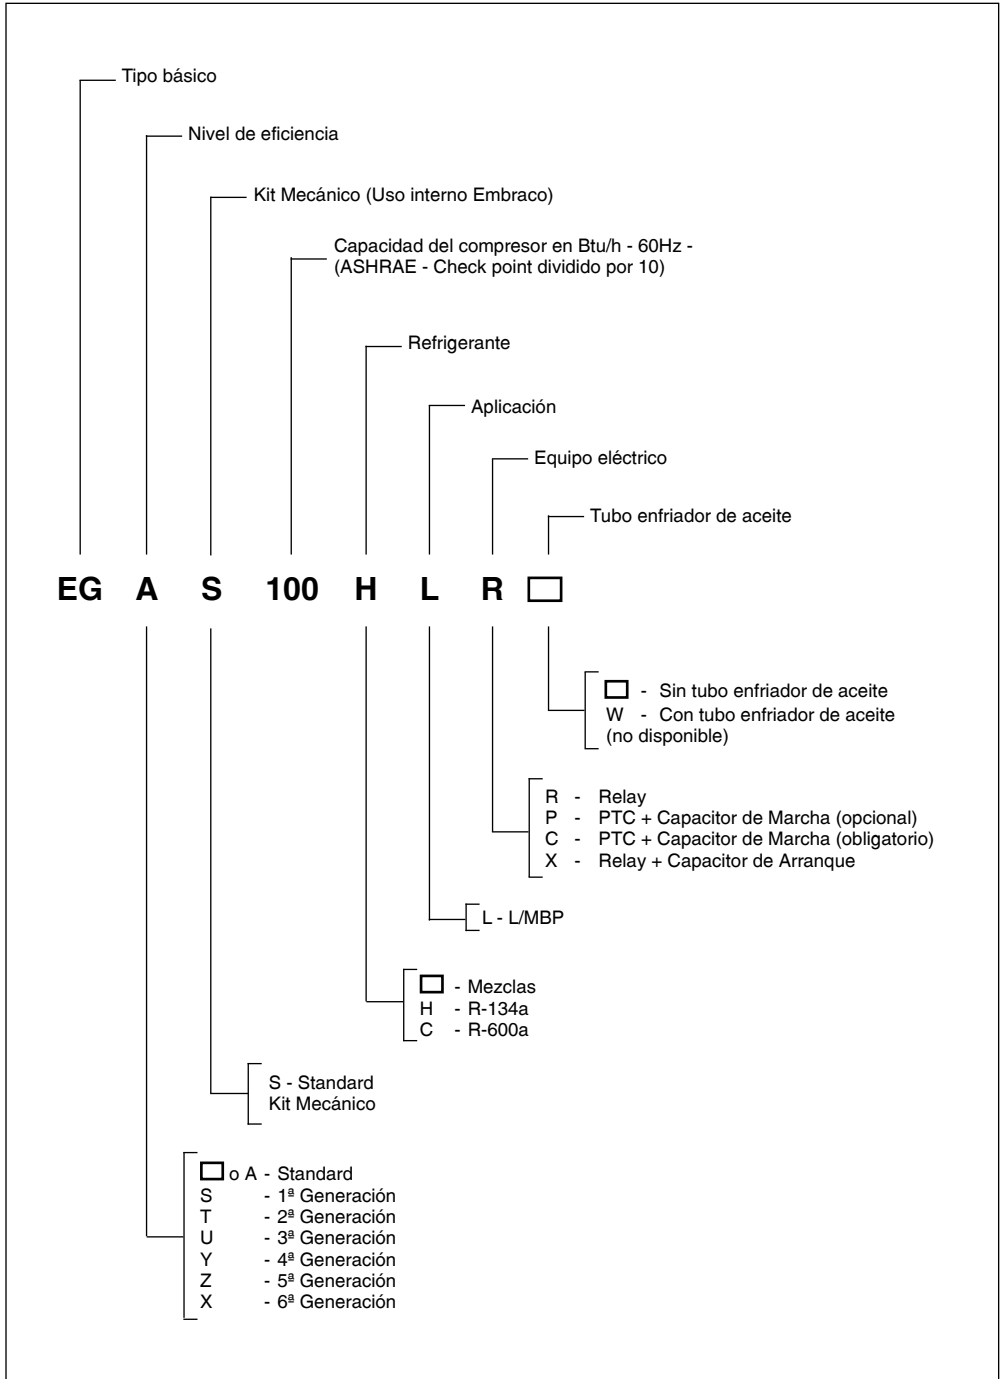 Tipo básico
Nivel de eficiencia
Kit Mecánico (Uso interno Embraco)
Capacidad del compresor en Btu/h - 60Hz -
(ASHRAE - Check point dividido por 10)
Refrigerante
Aplicación
Equipo eléctrico
Tubo enfriador de aceite
EG A S 100 H L R
- Sin tubo enfriador de aceite
W - Con tubo enfriador de aceite
(no disponible)
R - Relay
P - PTC + Capacitor de Marcha (opcional)
C - PTC + Capacitor de Marcha (obligatorio)
X - Relay + Capacitor de Arranque
L - L/MBP
- Mezclas
H - R-134a
C - R-600a
S - Standard
Kit Mecánico
o A - Standard
S - 1ª Generación
T - 2ª Generación
U - 3ª Generación
Y - 4ª Generación
Z - 5ª Generación
X - 6ª Generación